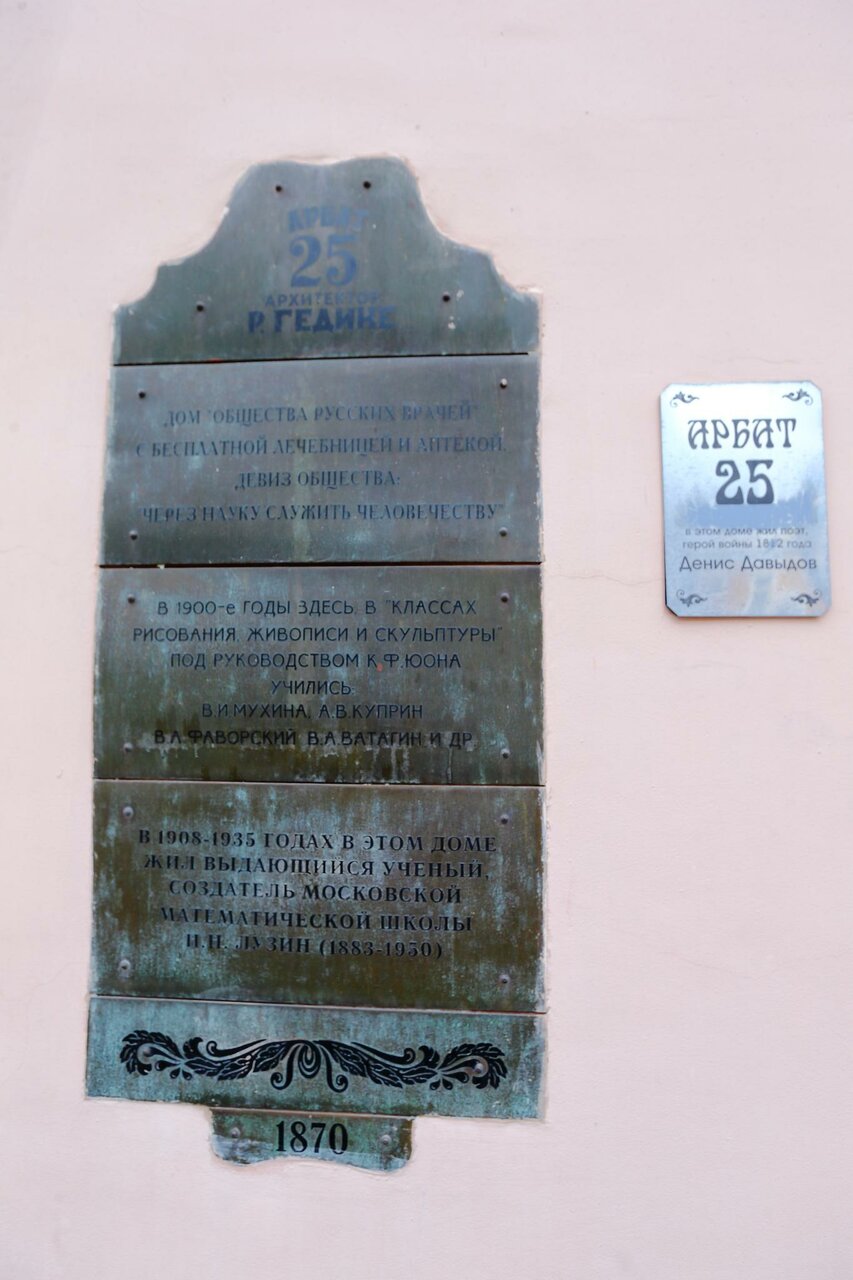 АРБАТ
25
АРХИТЕКТОР
Р. ГЕДИКЕ
ДОМ "ОБЩЕСТВА РУССКИХ ВРАЧЕЙ"
С БЕСПЛАТНОЙ ЛЕЧЕБНИЦЕЙ И АПТЕКОЙ.
ДЕВИЗ ОБЩЕСТВА:
"ЧЕРЕЗ НАУКУ СЛУЖИТЬ ЧЕЛОВЕЧЕСТВУ"
В 1900-е ГОДЫ ЗДЕСЬ, В "КЛАССАХ
РИСОВАНИЯ, ЖИВОПИСИ И СКУЛЬПТУРЫ"
ПОД РУКОВОДСТВОМ К.Ф.ЮОНА
УЧИЛИСЬ:
В.И.МУХИНА, А.В.КУПРИН
В.А.ФАВОРСКИЙ В.А.ВАТАГИН И ДР.
В 1908-1935 ГОДАХ В ЭТОМ ДОМЕ
ЖИЛ ВЫДАЮЩИЙСЯ УЧЕНЫЙ,
СОЗДАТЕЛЬ МОСКОВСКОЙ
МАТЕМАТИЧЕСКОЙ ШКОЛЫ
Н.Н. ЛУЗИН (1883-1950)
1870
АРБАТ
25
в этом доме жил поэт,
герой войны 1812 года
Денис Давыдов